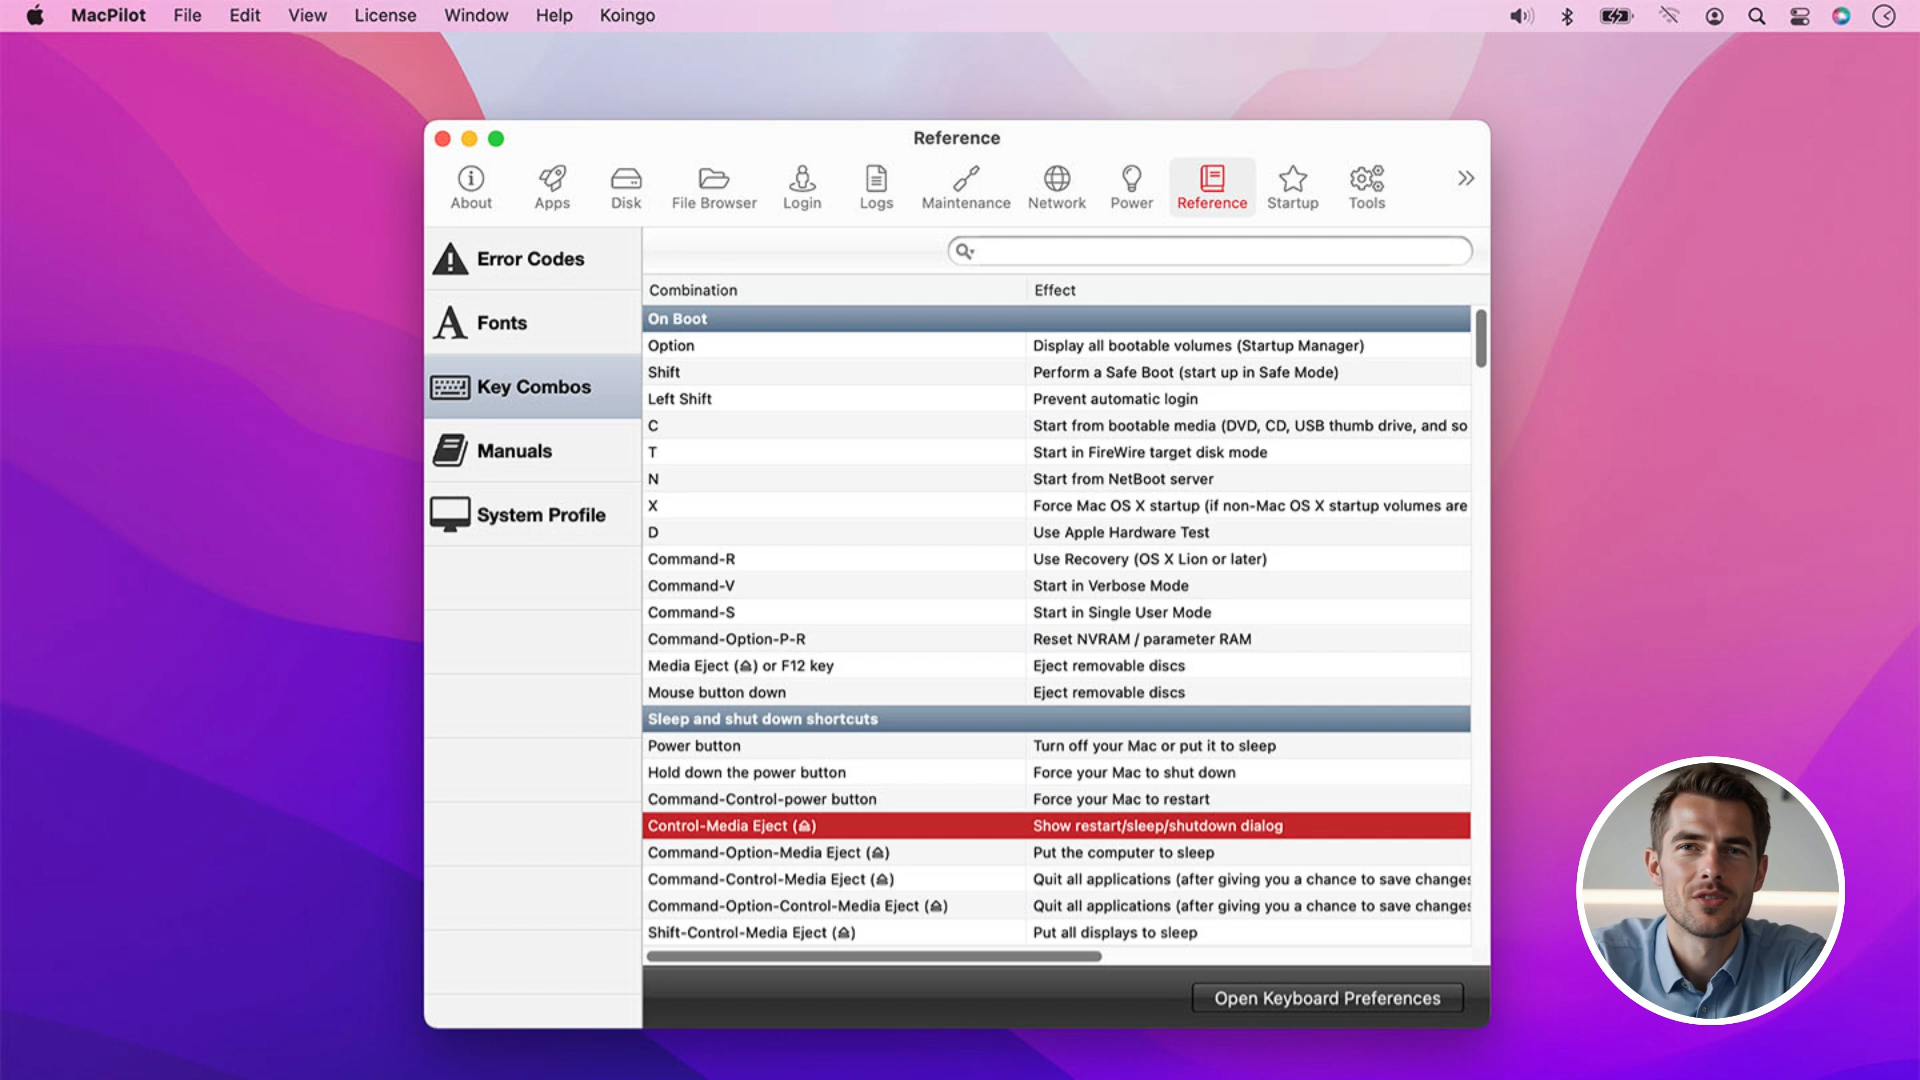 MacPilot File Edit View License Window Help Koingo
Reference
About Apps Disk File Browser Login Logs Maintenance Network Power Reference Startup Tools
Error Codes
Fonts
Key Combos
Manuals
System Profile
Combination Effect
On Boot
Option Display all bootable volumes (Startup Manager)
Shift Perform a Safe Boot (start up in Safe Mode)
Left Shift Prevent automatic login
C Start from bootable media (DVD, CD, USB thumb drive, and so
T Start in FireWire target disk mode
N Start from NetBoot server
X Force Mac OS X startup (if non-Mac OS X startup volumes are
D Use Apple Hardware Test
Command-R Use Recovery (OS X Lion or later)
Command-V Start in Verbose Mode
Command-S Start in Single User Mode
Command-Option-P-R Reset NVRAM / parameter RAM
Media Eject (⏏) or F12 key Eject removable discs
Mouse button down Eject removable discs
Sleep and shut down shortcuts
Power button Turn off your Mac or put it to sleep
Hold down the power button Force your Mac to shut down
Command-Control-power button Force your Mac to restart
Control-Media Eject (⏏) Show restart/sleep/shutdown dialog
Command-Option-Media Eject (⏏) Put the computer to sleep
Command-Control-Media Eject (⏏) Quit all applications (after giving you a chance to save changes
Command-Option-Control-Media Eject (⏏) Quit all applications (after giving you a chance to save changes
Shift-Control-Media Eject (⏏) Put all displays to sleep
Open Keyboard Preferences